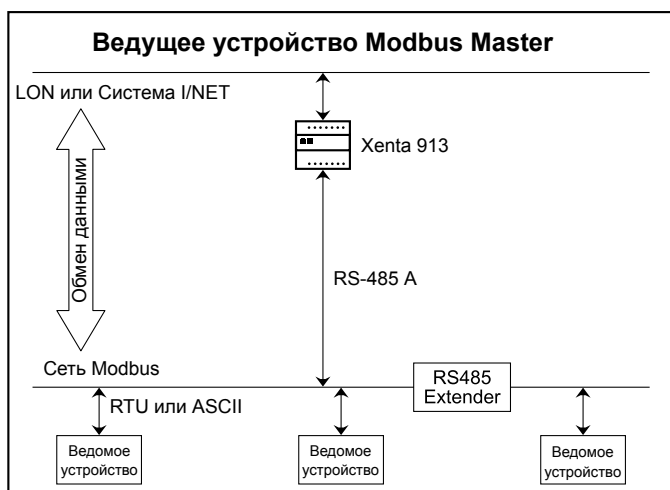 Ведущее устройство Modbus Master
LON или Система I/NET
Xenta 913
Обмен данными
RS-485 A
Сеть Modbus
RS485
Extender
RTU или ASCII
Ведомое
устройство
Ведомое
устройство
Ведомое
устройство